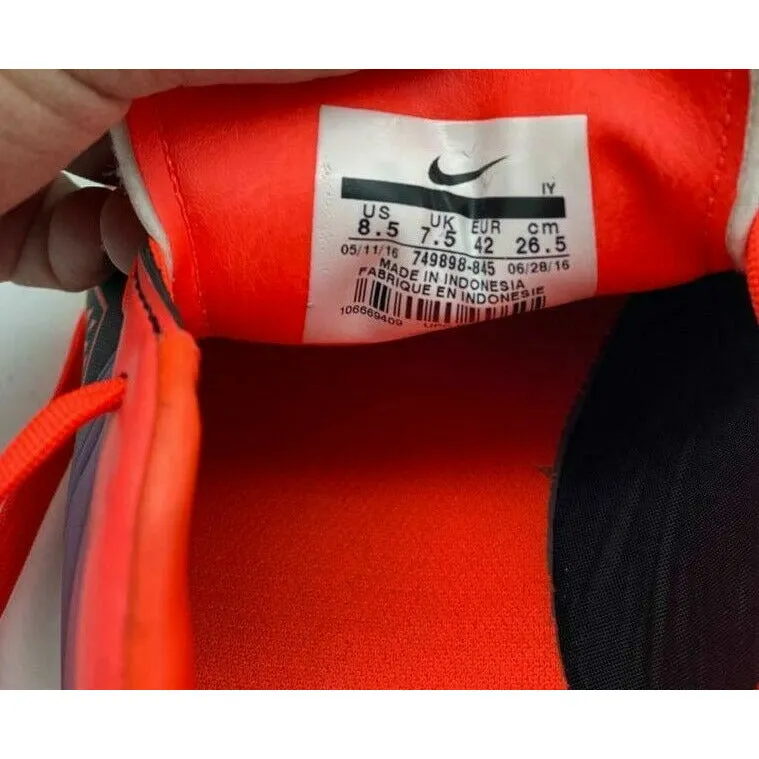 IY
US UK EUR cm
8.5 7.5 42 26.5
05/11/16 749898-845 06/28/16
MADE IN INDONESIA
FABRIQUE EN INDONESIE
106669409